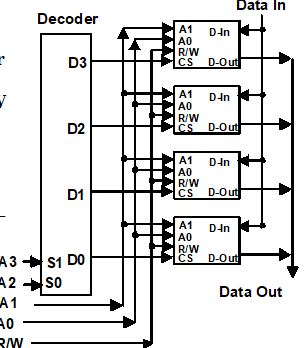 Data In
Decoder
r
y
A1 D-In
A0
R/W
CS D-Out
D3
A1 D-In
A0
R/W
CS D-Out
D2
A1 D-In
A0
R/W
CS D-Out
D1
A1 D-In
A0
R/W
CS D-Out
D0
A3 S1
A2 S0
A1
A0
R/W
Data Out